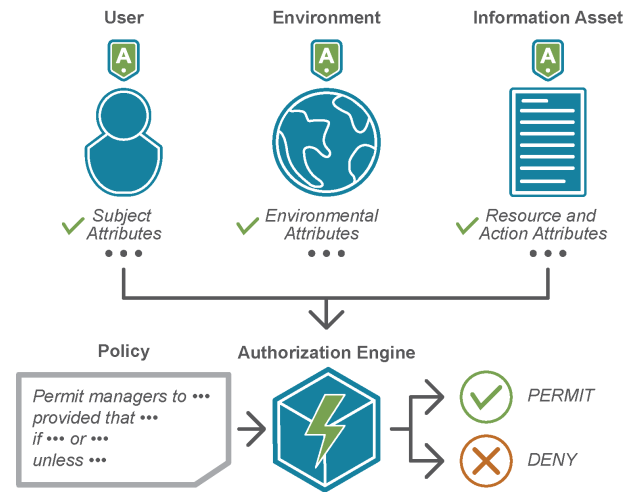 User
Environment
Information Asset
A
A
A
Subject
Attributes
•••
Environmental
Attributes
•••
Resource and
Action Attributes
•••
Policy
Authorization Engine
Permit managers to •••
provided that •••
if ••• or •••
unless •••
PERMIT
DENY